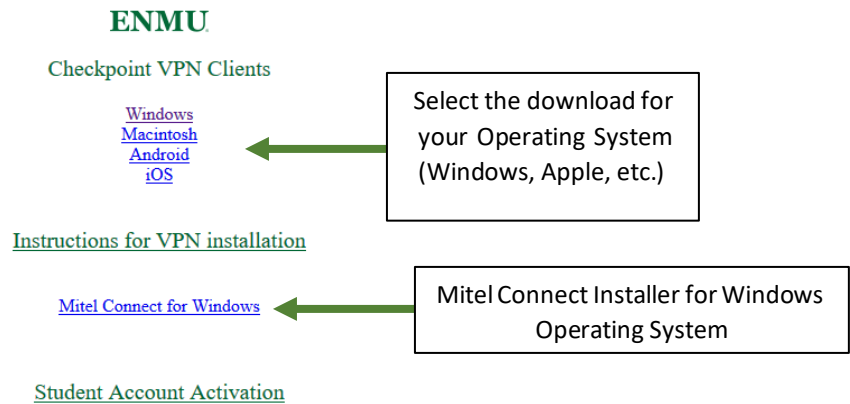 ENMU
Checkpoint VPN Clients
Windows
Macintosh
Android
iOS
Select the download for
your Operating System
(Windows, Apple, etc.)
Instructions for VPN installation
Mitel Connect for Windows
Mitel Connect Installer for Windows
Operating System
Student Account Activation